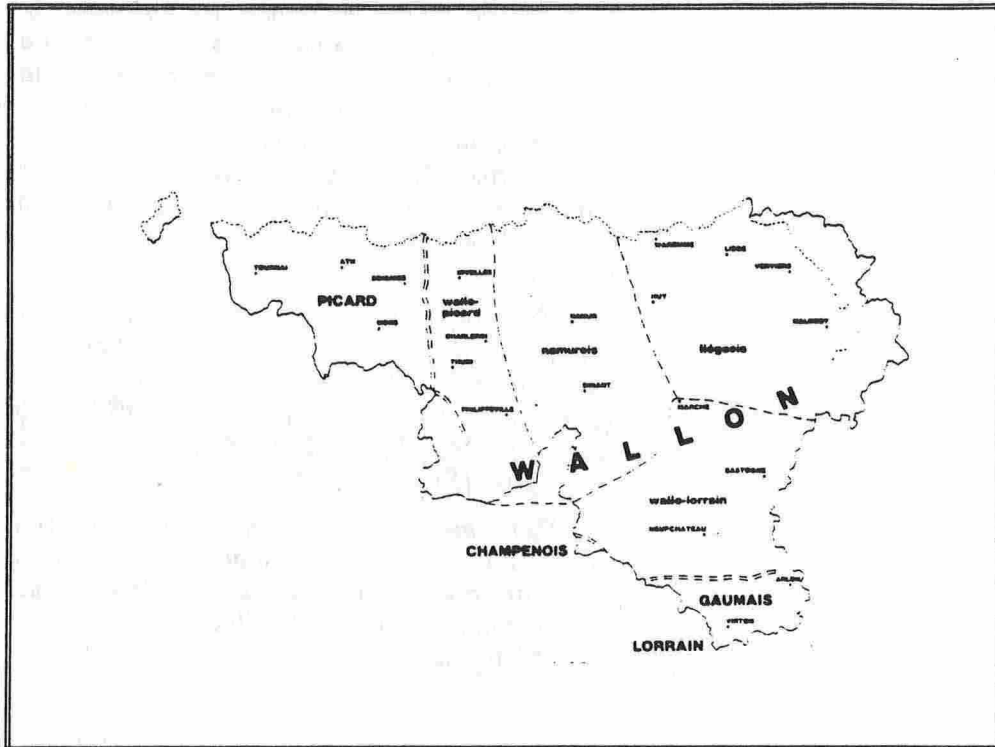 WAREMME
LIEGE
TOURNAI
ATH
VERVIERS
NIVELLES
SOIGNIES
PICARD
wallo-
picard
HUY
MONS
NAMUR
MALMEDY
CHARLEROI
namurois
liégeois
THUIN
DINANT
PHILIPPEVILLE
MARCHE
WALLON
BASTOGNE
wallo-lorrain
NEUFCHATEAU
CHAMPENOIS
ARLON
GAUMAIS
VIRTON
LORRAIN